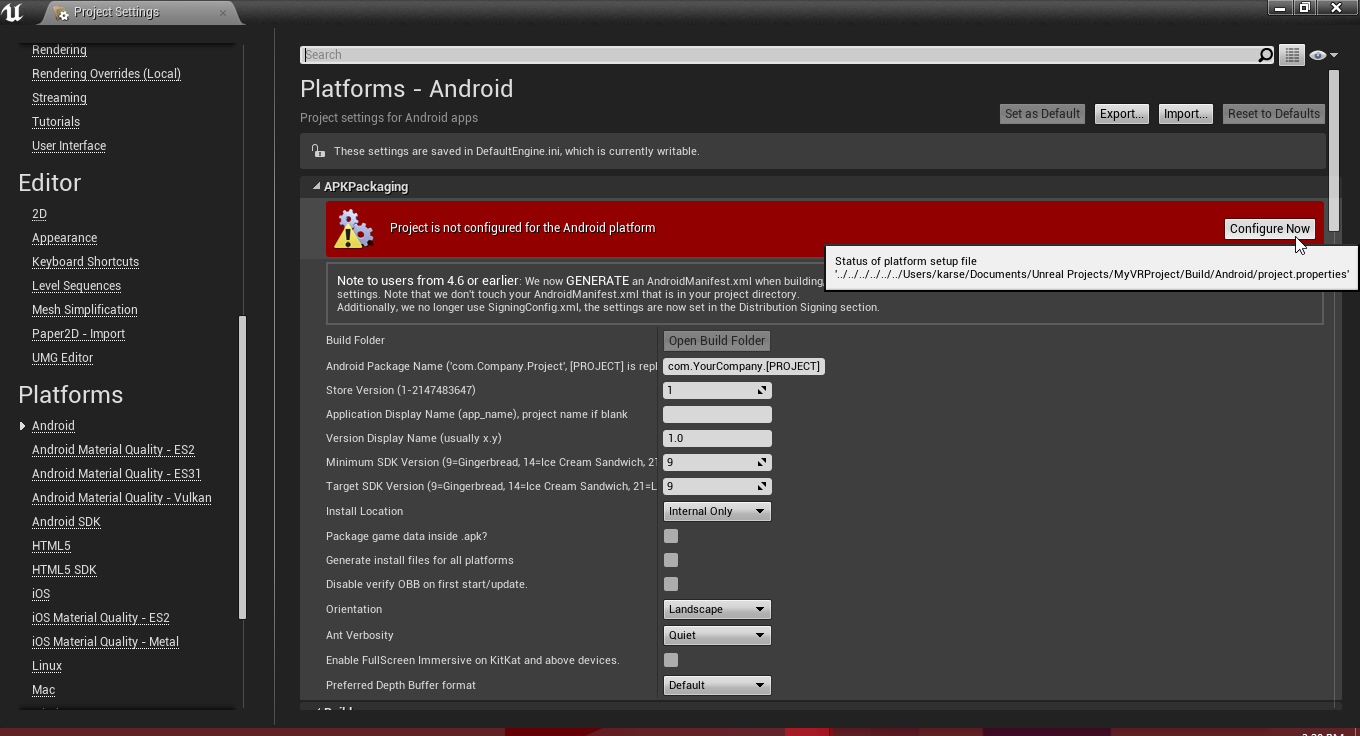 Project Settings
Rendering
Rendering Overrides (Local)
Streaming
Tutorials
User Interface
Editor
2D
Appearance
Keyboard Shortcuts
Level Sequences
Mesh Simplification
Paper2D - Import
UMG Editor
Platforms
Android
Android Material Quality - ES2
Android Material Quality - ES31
Android Material Quality - Vulkan
Android SDK
HTML5
HTML5 SDK
iOS
iOS Material Quality - ES2
iOS Material Quality - Metal
Linux
Mac
Search
Platforms - Android
Project settings for Android apps
Set as Default Export... Import... Reset to Defaults
These settings are saved in DefaultEngine.ini, which is currently writable.
APKPackaging
Project is not configured for the Android platform
Configure Now
Status of platform setup file
'../../../../../../Users/karse/Documents/Unreal Projects/MyVRProject/Build/Android/project.properties'
Note to users from 4.6 or earlier: We now GENERATE an AndroidManifest.xml when building,
settings. Note that we don't touch your AndroidManifest.xml that is in your project directory.
Additionally, we no longer use SigningConfig.xml, the settings are now set in the Distribution Signing section.
Build Folder Open Build Folder
Android Package Name ('com.Company.Project', [PROJECT] is repl com.YourCompany.[PROJECT]
Store Version (1-2147483647) 1
Application Display Name (app_name), project name if blank
Version Display Name (usually x.y) 1.0
Minimum SDK Version (9=Gingerbread, 14=Ice Cream Sandwich, 21 9
Target SDK Version (9=Gingerbread, 14=Ice Cream Sandwich, 21=L 9
Install Location Internal Only
Package game data inside .apk?
Generate install files for all platforms
Disable verify OBB on first start/update.
Orientation Landscape
Ant Verbosity Quiet
Enable FullScreen Immersive on KitKat and above devices.
Preferred Depth Buffer format Default